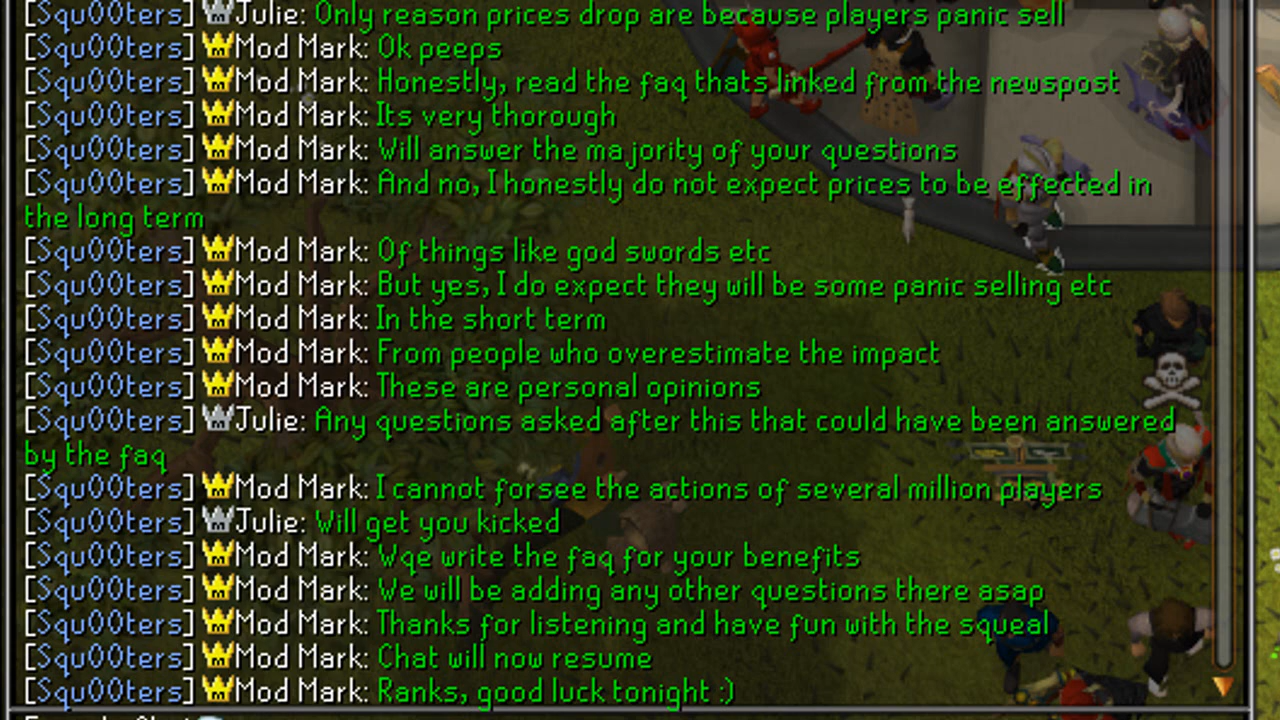 [Squ00ters] Julie: Only reason prices drop are because players panic sell
[Squ00ters] Mod Mark: Ok peeps
[Squ00ters] Mod Mark: Honestly, read the faq thats linked from the newspost
[Squ00ters] Mod Mark: Its very thorough
[Squ00ters] Mod Mark: Will answer the majority of your questions
[Squ00ters] Mod Mark: And no, I honestly do not expect prices to be effected in
the long term
[Squ00ters] Mod Mark: Of things like god swords etc
[Squ00ters] Mod Mark: But yes, I do expect they will be some panic selling etc
[Squ00ters] Mod Mark: In the short term
[Squ00ters] Mod Mark: From people who overestimate the impact
[Squ00ters] Mod Mark: These are personal opinions
[Squ00ters] Julie: Any questions asked after this that could have been answered
by the faq
[Squ00ters] Mod Mark: I cannot forsee the actions of several million players
[Squ00ters] Julie: Will get you kicked
[Squ00ters] Mod Mark: Wqe write the faq for your benefits
[Squ00ters] Mod Mark: We will be adding any other questions there asap
[Squ00ters] Mod Mark: Thanks for listening and have fun with the squeal
[Squ00ters] Mod Mark: Chat will now resume
[Squ00ters] Mod Mark: Ranks, good luck tonight :)